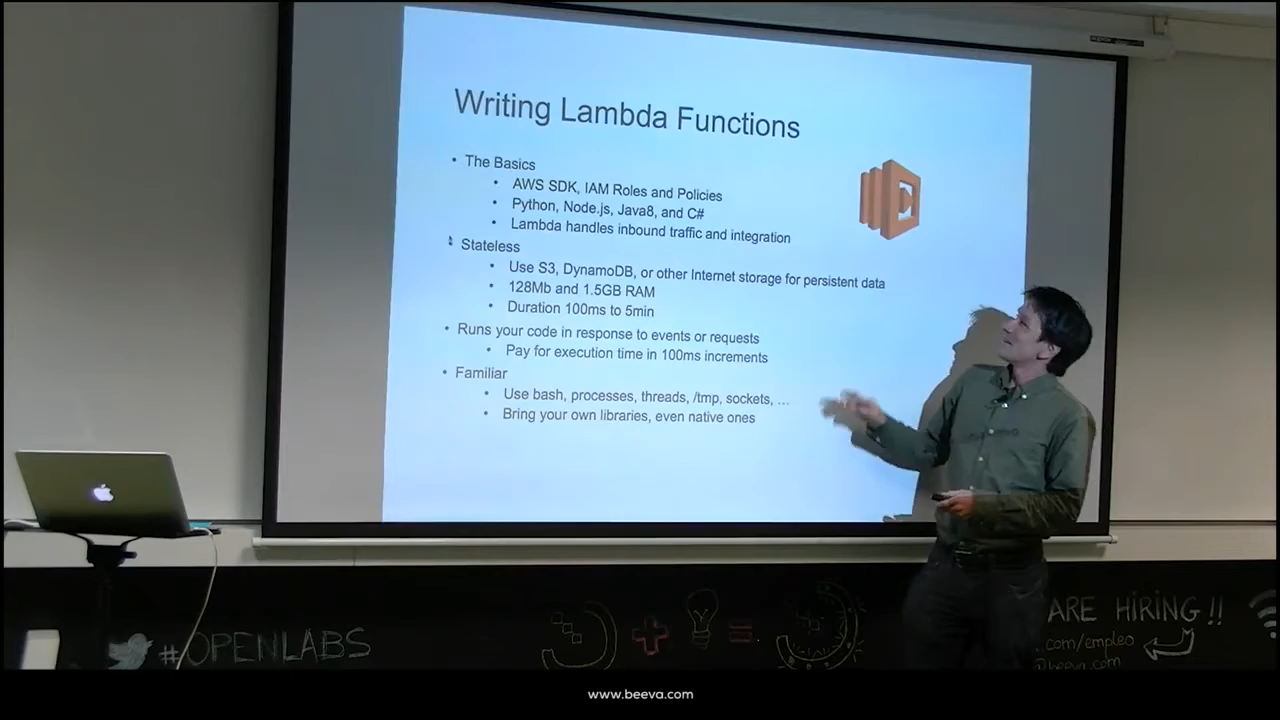 Writing Lambda Functions
• The Basics
• AWS SDK, IAM Roles and Policies
• Python, Node.js, Java8, and C#
• Lambda handles inbound traffic and integration
• Stateless
• Use S3, DynamoDB, or other Internet storage for persistent data
• 128Mb and 1.5GB RAM
• Duration 100ms to 5min
• Runs your code in response to events or requests
• Pay for execution time in 100ms increments
• Familiar
• Use bash, processes, threads, /tmp, sockets, ...
• Bring your own libraries, even native ones
#OPENLABS
+ =
ARE HIRING !!
.com/empleo
@beeva.com
www.beeva.com